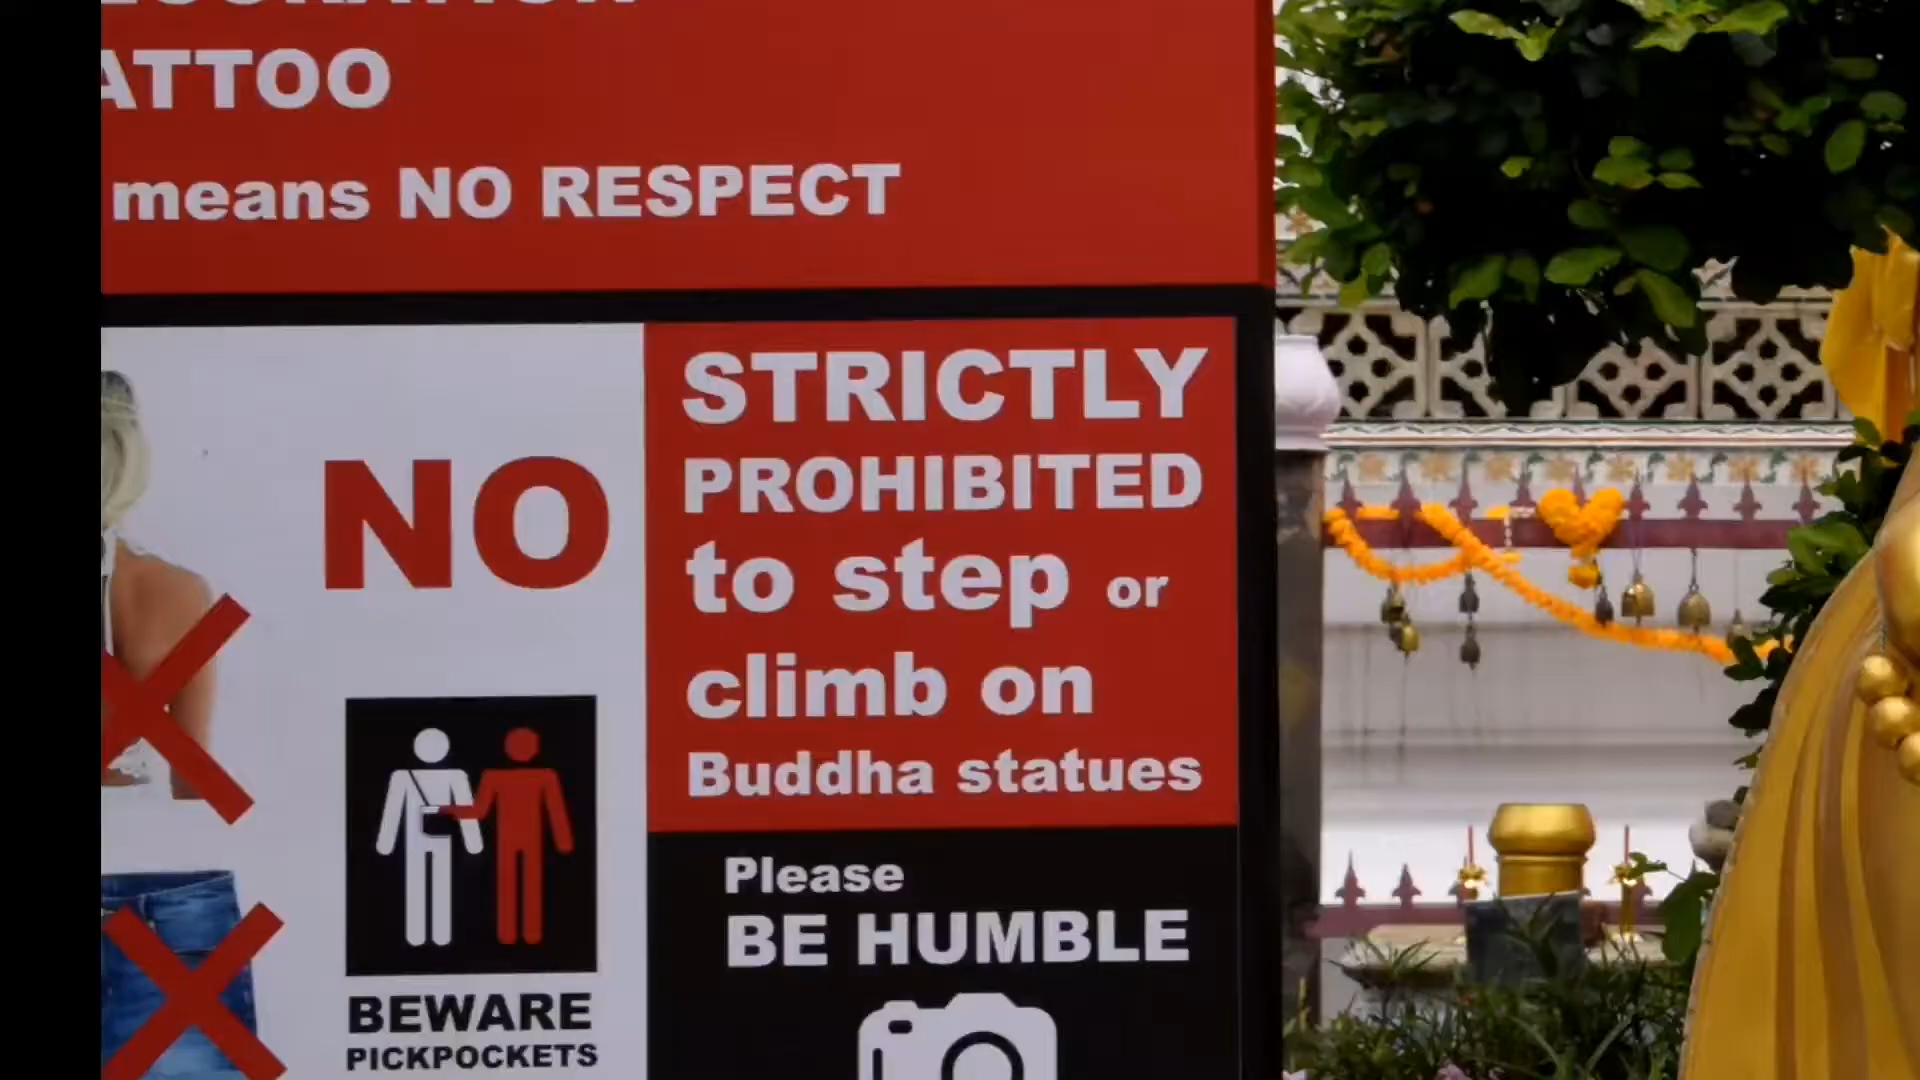 ATTOO
means NO RESPECT
NO
STRICTLY
PROHIBITED
to step or
climb on
Buddha statues
Please
BE HUMBLE
BEWARE
PICKPOCKETS